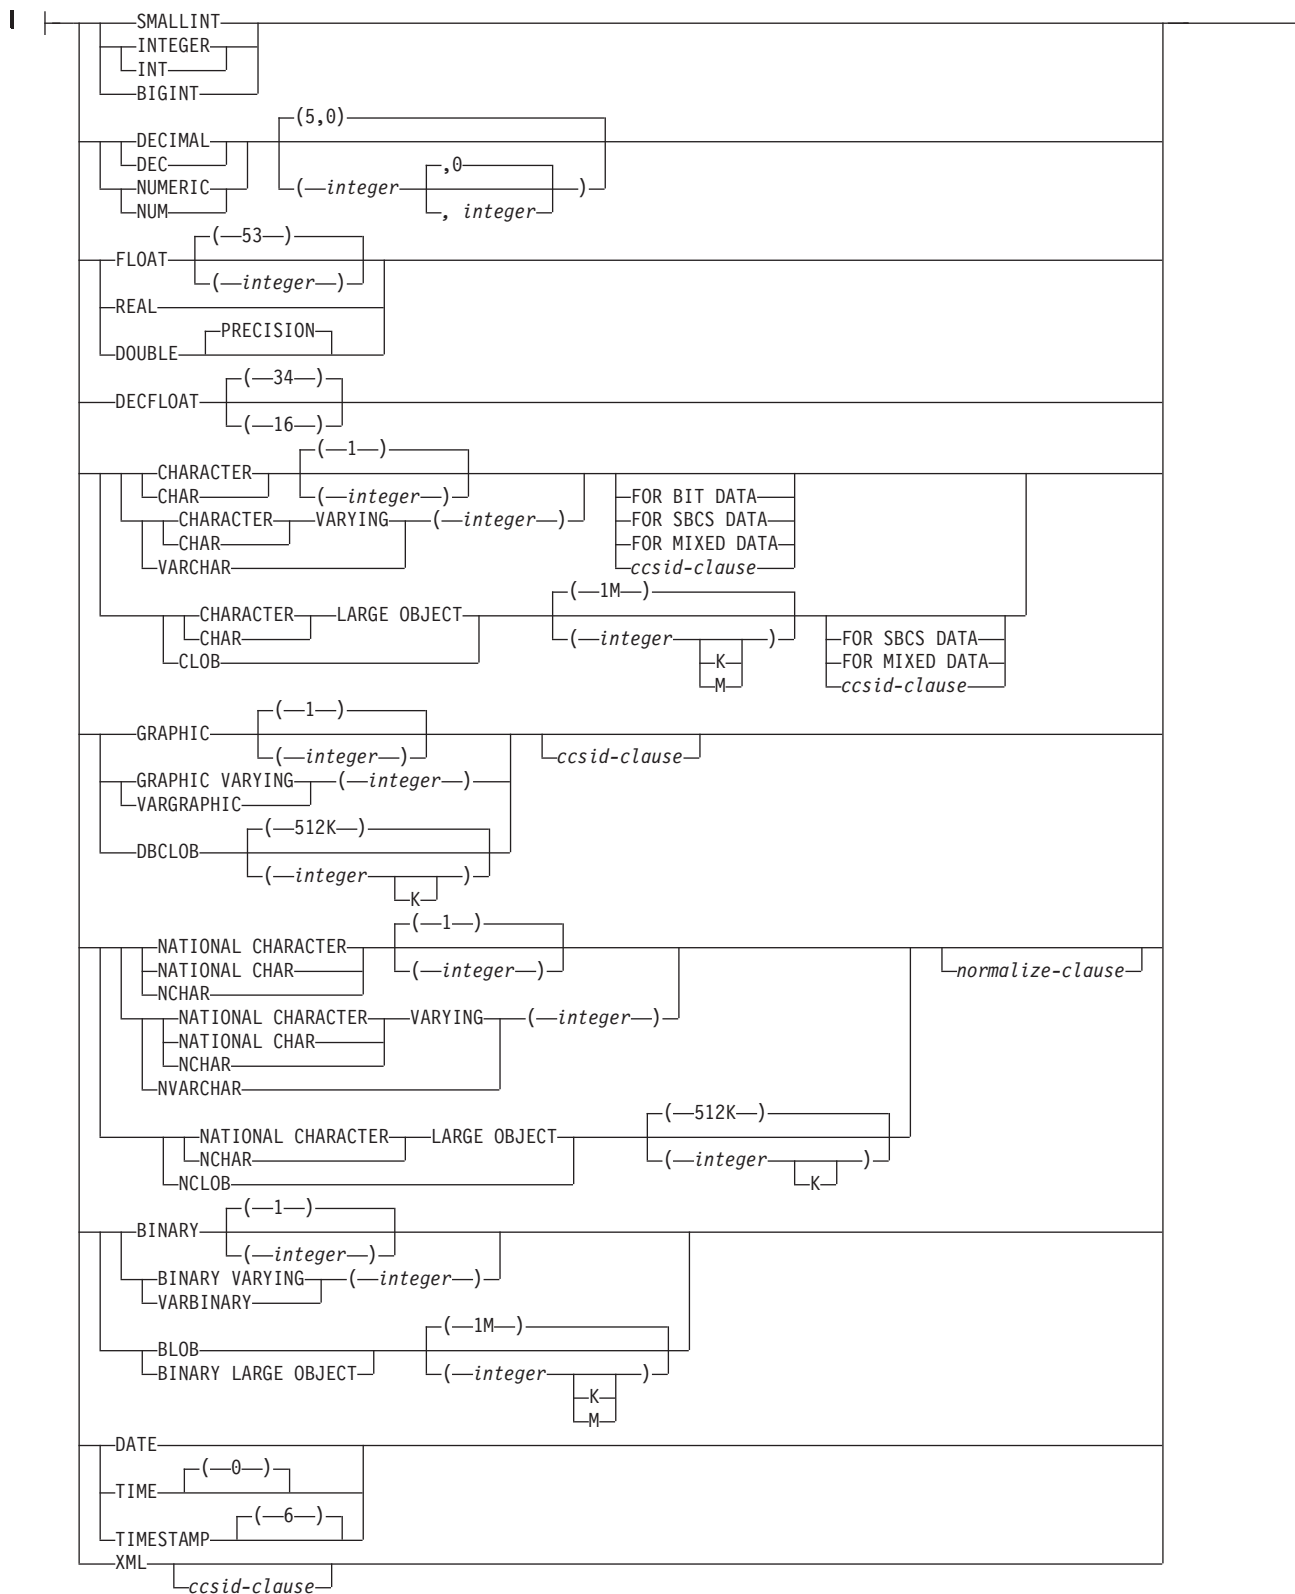 SMALLINT
INTEGER
INT
BIGINT
(5,0)
DECIMAL
DEC ,0
NUMERIC ( integer )
NUM , integer
( 53 )
FLOAT
( integer )
REAL
PRECISION
DOUBLE
( 34 )
DECFLOAT
( 16 )
( 1 )
CHARACTER
CHAR ( integer ) FOR BIT DATA
CHARACTER VARYING ( integer ) FOR SBCS DATA
CHAR FOR MIXED DATA
VARCHAR ccsid-clause
( 1M )
CHARACTER LARGE OBJECT
CHAR ( integer ) FOR SBCS DATA
CLOB K FOR MIXED DATA
M ccsid-clause
( 1 )
GRAPHIC
( integer ) ccsid-clause
GRAPHIC VARYING ( integer )
VARGRAPHIC
( 512K )
DBCLOB
( integer )
K
( 1 )
NATIONAL CHARACTER
NATIONAL CHAR ( integer ) normalize-clause
NCHAR
NATIONAL CHARACTER VARYING ( integer )
NATIONAL CHAR
NCHAR
NVARCHAR
( 512K )
NATIONAL CHARACTER LARGE OBJECT
NCHAR ( integer )
NCLOB K
( 1 )
BINARY
( integer )
BINARY VARYING ( integer )
VARBINARY
( 1M )
BLOB
BINARY LARGE OBJECT ( integer )
K
M
DATE
( 0 )
TIME
( 6 )
TIMESTAMP
XML
ccsid-clause